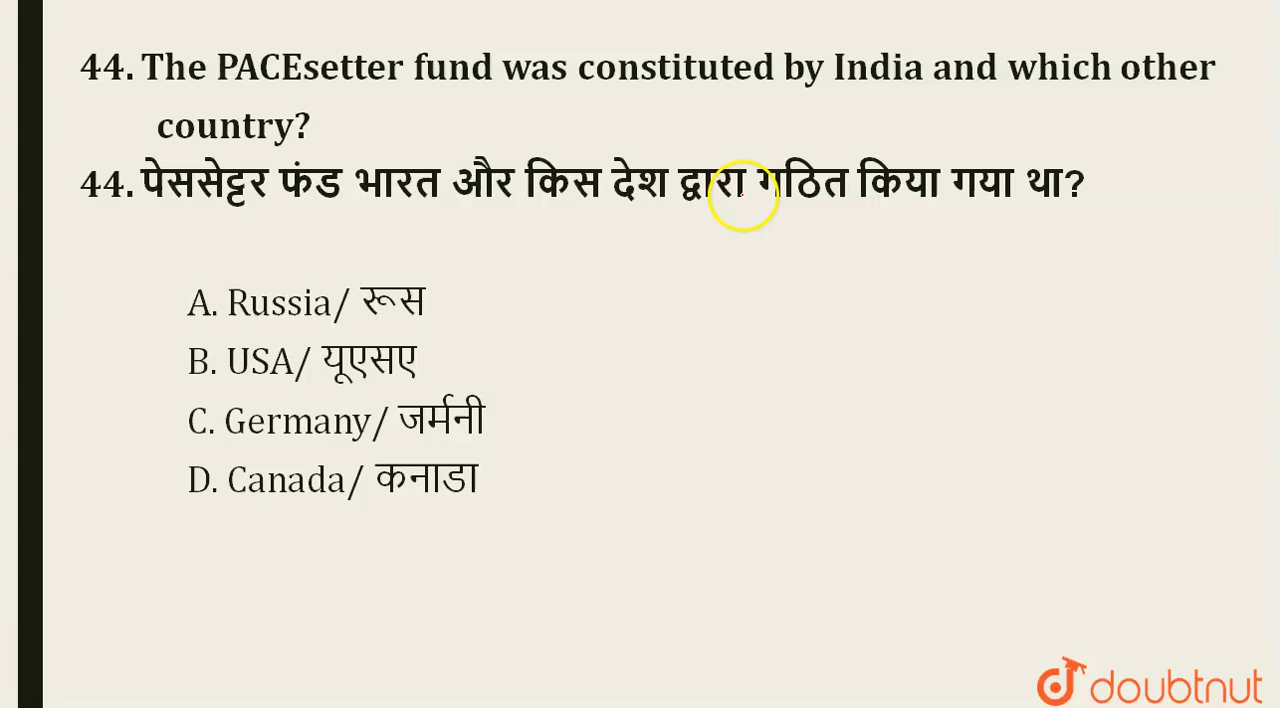 44. The PACEsetter fund was constituted by India and which other
country?
44. पेससेट्टर फंड भारत और किस देश द्वारा गठित किया गया था?
A. Russia/ रूस
B. USA/ यूएसए
C. Germany/ जर्मनी
D. Canada/ कनाडा
doubtnut